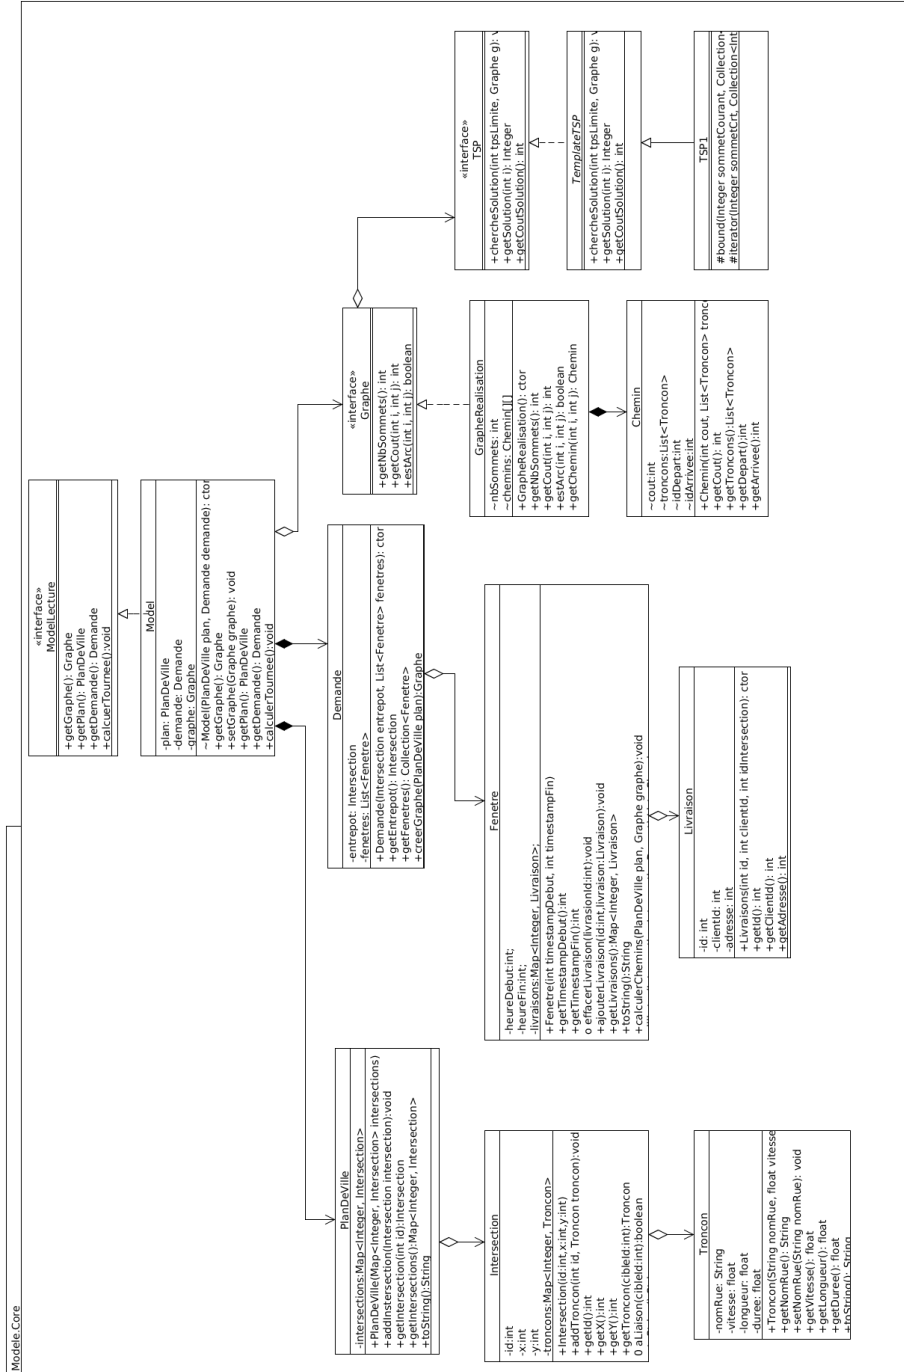 Modele.Core
«interface»
ModelLecture
+getGraphe(): Graphe
+getPlan(): PlanDeVille
+getDemande(): Demande
+calcuerTournee():void
Model
-plan: PlanDeVille
-demande: Demande
-graphe: Graphe
~Model(PlanDeVille plan, Demande demande): ctor
+getGraphe(): Graphe
+setGraphe(Graphe graphe): void
+getPlan(): PlanDeVille
+getDemande(): Demande
+calculerTournee():void
PlanDeVille
-intersections:Map<Integer, Intersection>
+PlanDeVille(Map<Integer, Intersection> intersections)
+addInstersection(Intersection intersection):void
+getIntersection(int id):Intersection
+getIntersections():Map<Integer, Intersection>
+toString():String
Demande
-entrepot: Intersection
-fenetres: List<Fenetre>
+Demande(Intersection entrepot, List<Fenetre> fenetres): ctor
+getEntrepot(): Intersection
+getFenetres(): Collection<Fenetre>
+creerGraphe(PlanDeVille plan):Graphe
«interface»
Graphe
+getNbSommets(): int
+getCout(int i, int j): int
+estArc(int i, int j): boolean
«interface»
TSP
+chercheSolution(int tpsLimite, Graphe g): v
+getSolution(int i): Integer
+getCoutSolution(): int
Intersection
-id:int
-x:int
-y:int
-troncons:Map<Integer, Troncon>
+Intersection(id:int,x:int,y:int)
+addTroncon(int id, Troncon troncon):void
+getId():int
+getX():int
+getY():int
+getTroncon(cibleId:int):Troncon
0 aLiaison(cibleId:int):boolean
Fenetre
-heureDebut:int;
-heureFin:int;
-livraisons:Map<Integer, Livraison>;
+Fenetre(int timestampDebut, int timestampFin)
+getTimestampDebut():int
+getTimestampFin():int
o effacerLivraison(livrasionId:int):void
+ajouterLivraison(id:int,livraison:Livraison):void
+getLivraisons():Map<Integer, Livraison>
+toString():String
+calculerChemins(PlanDeVille plan, Graphe graphe):void
GrapheRealisation
~nbSommets: int
~chemins: Chemin[][]
+GrapheRealisation(): ctor
+getNbSommets(): int
+getCout(int i, int j): int
+estArc(int i, int j): boolean
+getChemin(int i, int j): Chemin
TemplateTSP
+chercheSolution(int tpsLimite, Graphe g): v
+getSolution(int i): Integer
+getCoutSolution(): int
Troncon
-nomRue: String
-vitesse: float
-longueur: float
-duree: float
+Troncon(String nomRue, float vitesse
+getNomRue(): String
+setNomRue(String nomRue): void
+getVitesse(): float
+getLongueur(): float
+getDuree(): float
+toString(): String
Livraison
-id: int
-clientId: int
-adresse: int
+Livraisons(int id, int clientId, int idIntersection): ctor
+getId(): int
+getClientId(): int
+getAdresse(): int
Chemin
~cout:int
~troncons:List<Troncon>
~idDepart:int
~idArrivee:int
+Chemin(int cout, List<Troncon> tronc
+getCout(): int
+getTroncons():List<Troncon>
+getDepart():int
+getArrivee():int
TSP1
#bound(Integer sommetCourant, Collection
#iterator(Integer sommetCrt, Collection<Int